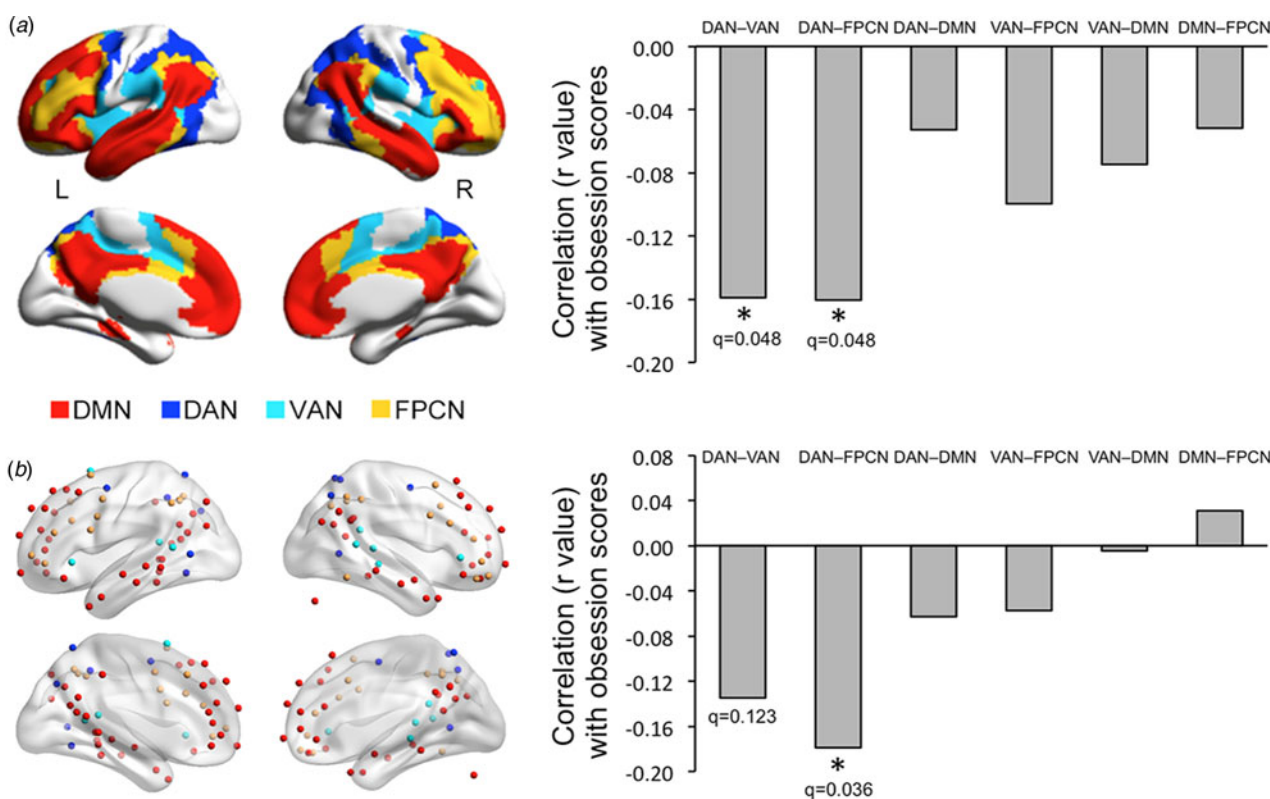 (a)
L R
DMN DAN VAN FPCN
DAN–VAN DAN–FPCN DAN–DMN VAN–FPCN VAN–DMN DMN–FPCN
Correlation (r value)
with obsession scores
0.00
-0.04
-0.08
-0.12
-0.16
-0.20
* *
q=0.048 q=0.048
(b)
DAN–VAN DAN–FPCN DAN–DMN VAN–FPCN VAN–DMN DMN–FPCN
Correlation (r value)
with obsession scores
0.08
0.04
0.00
-0.04
-0.08
-0.12
-0.16
-0.20
q=0.123
*
q=0.036